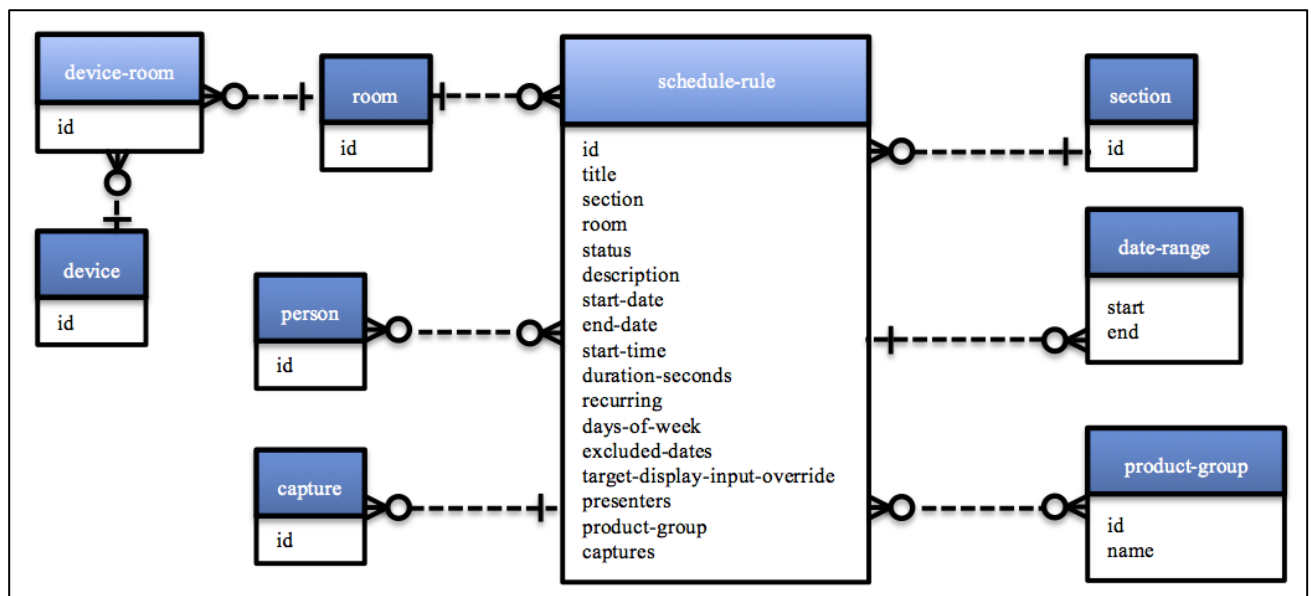 device-room
id
device
id
room
id
person
id
capture
id
schedule-rule
id
title
section
room
status
description
start-date
end-date
start-time
duration-seconds
recurring
days-of-week
excluded-dates
target-display-input-override
presenters
product-group
captures
section
id
date-range
start
end
product-group
id
name